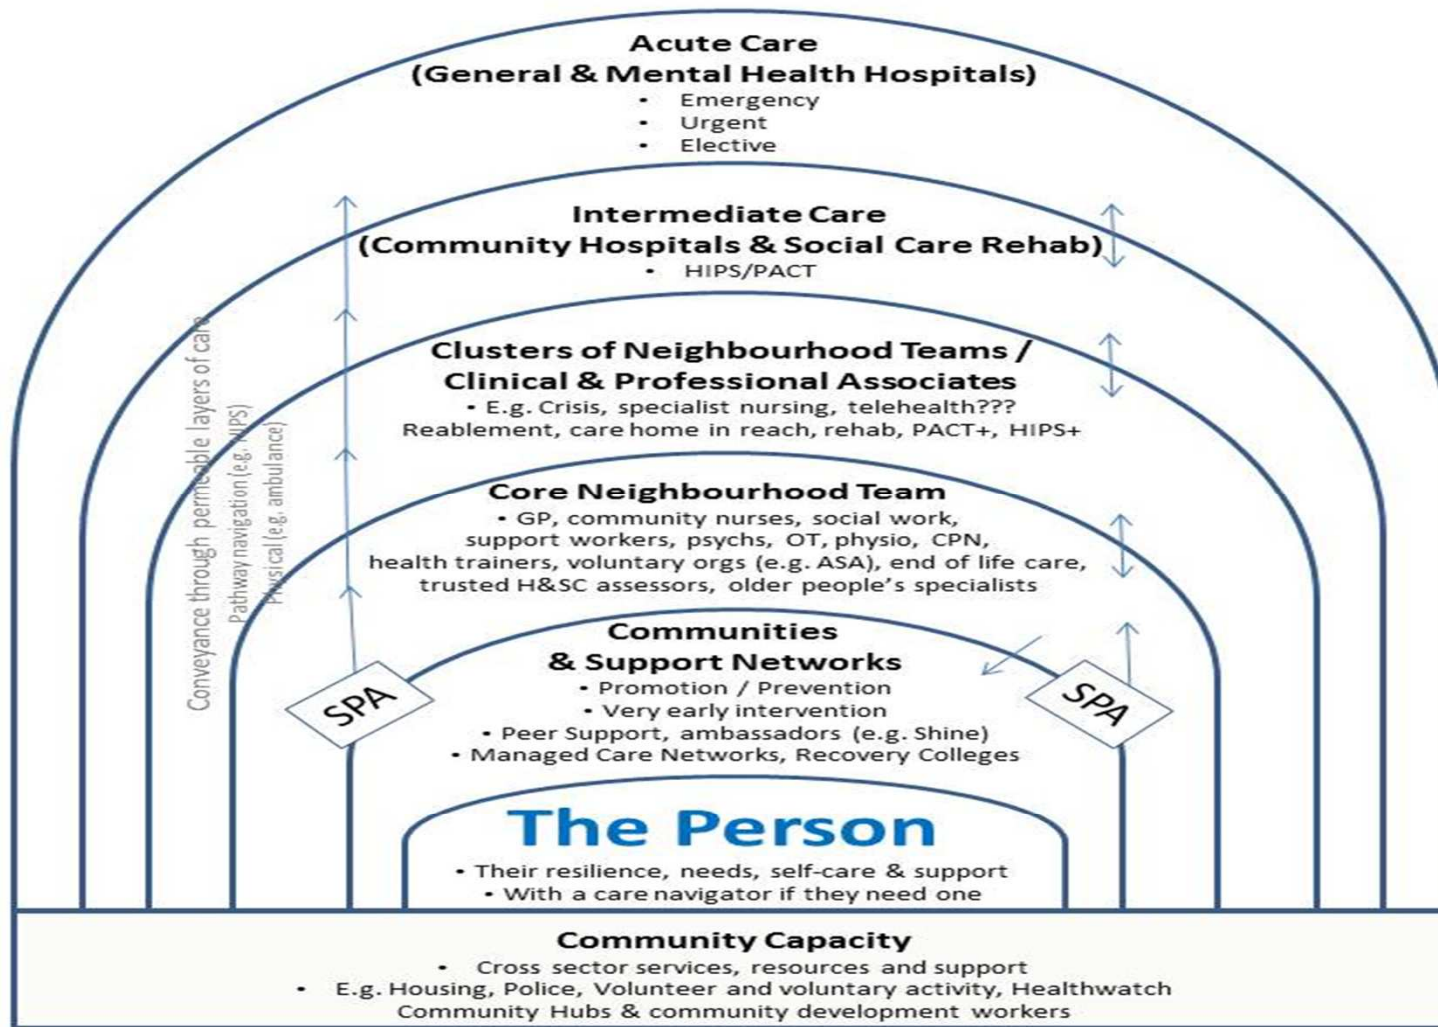 Acute Care
(General & Mental Health Hospitals)
• Emergency
• Urgent
• Elective
Intermediate Care
(Community Hospitals & Social Care Rehab)
• HIPS/PACT
Clusters of Neighbourhood Teams /
Clinical & Professional Associates
• E.g. Crisis, specialist nursing, telehealth???
Reablement, care home in reach, rehab, PACT+, HIPS+
Conveyance through permeable layers of care
Pathway navigation (e.g. HIPS)
Physical (e.g. ambulance)
Core Neighbourhood Team
• GP, community nurses, social work,
support workers, psychs, OT, physio, CPN,
health trainers, voluntary orgs (e.g. ASA), end of life care,
trusted H&SC assessors, older people's specialists
Communities
& Support Networks
• Promotion / Prevention
• Very early intervention
• Peer Support, ambassadors (e.g. Shine)
• Managed Care Networks, Recovery Colleges
SPA
SPA
The Person
• Their resilience, needs, self-care & support
• With a care navigator if they need one
Community Capacity
• Cross sector services, resources and support
• E.g. Housing, Police, Volunteer and voluntary activity, Healthwatch
Community Hubs & community development workers